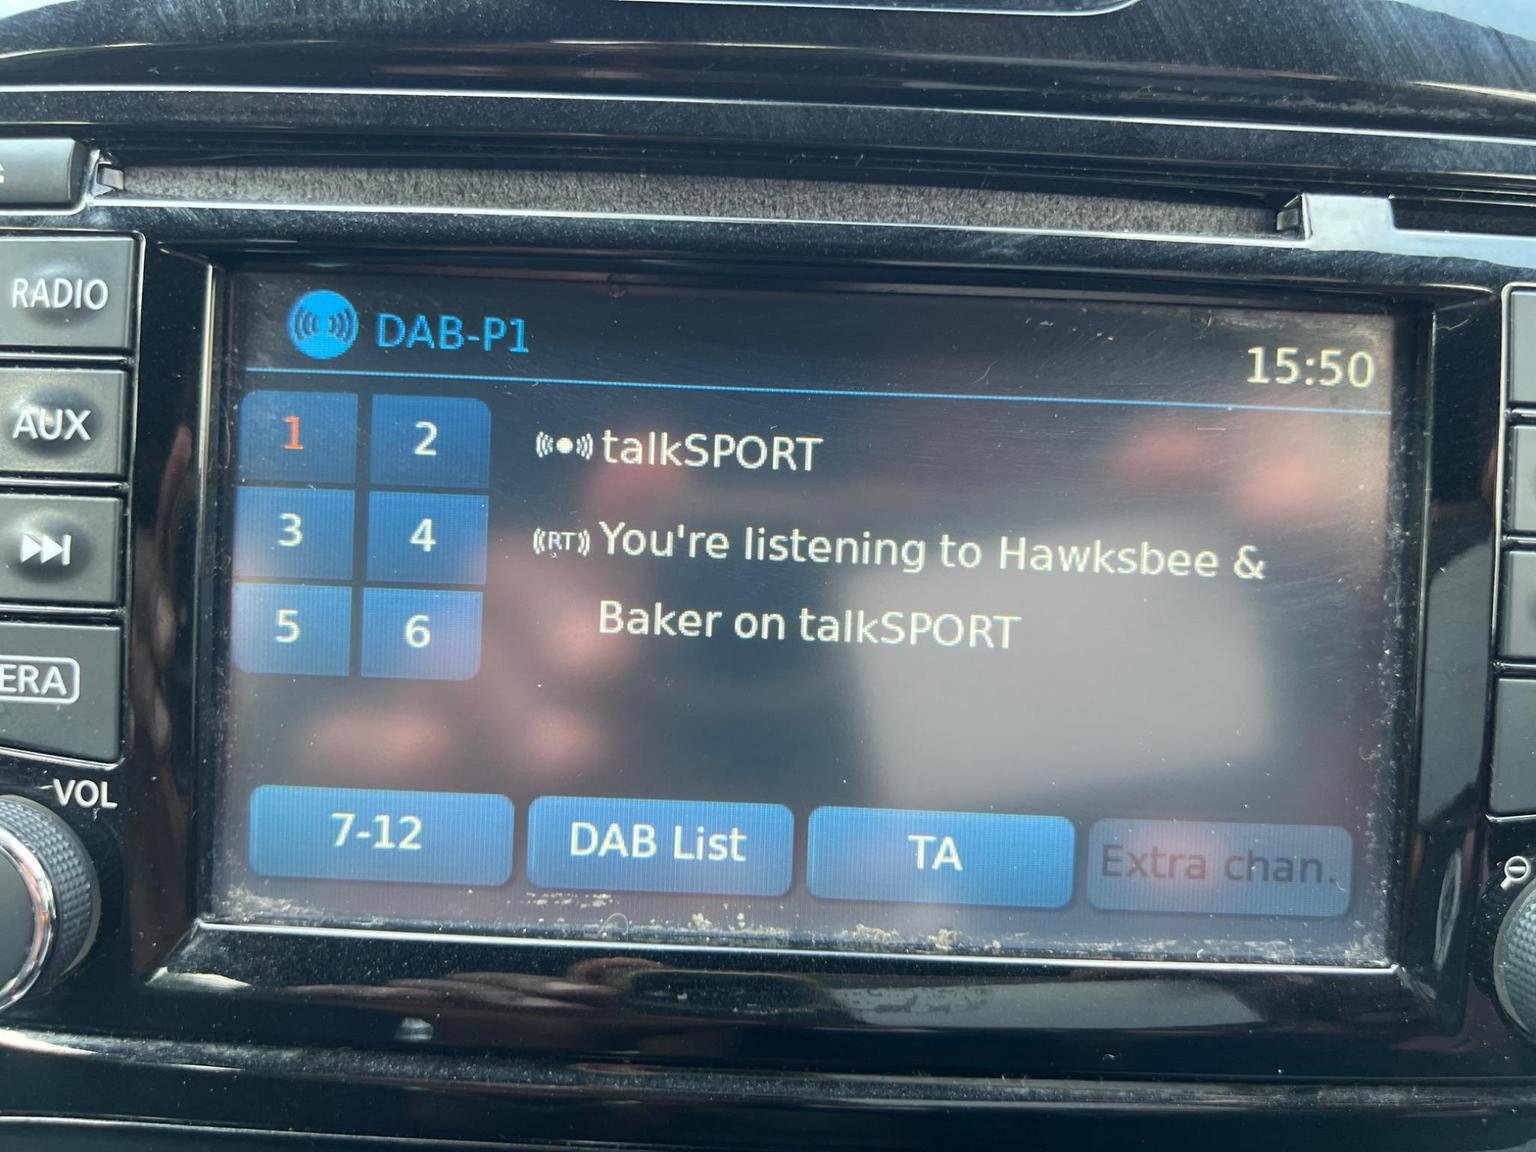 RADIO
AUX
ERA
VOL
DAB-P1
15:50
1 2
3 4
5 6
talkSPORT
RT You're listening to Hawksbee &
Baker on talkSPORT
7-12 DAB List TA Extra chan.